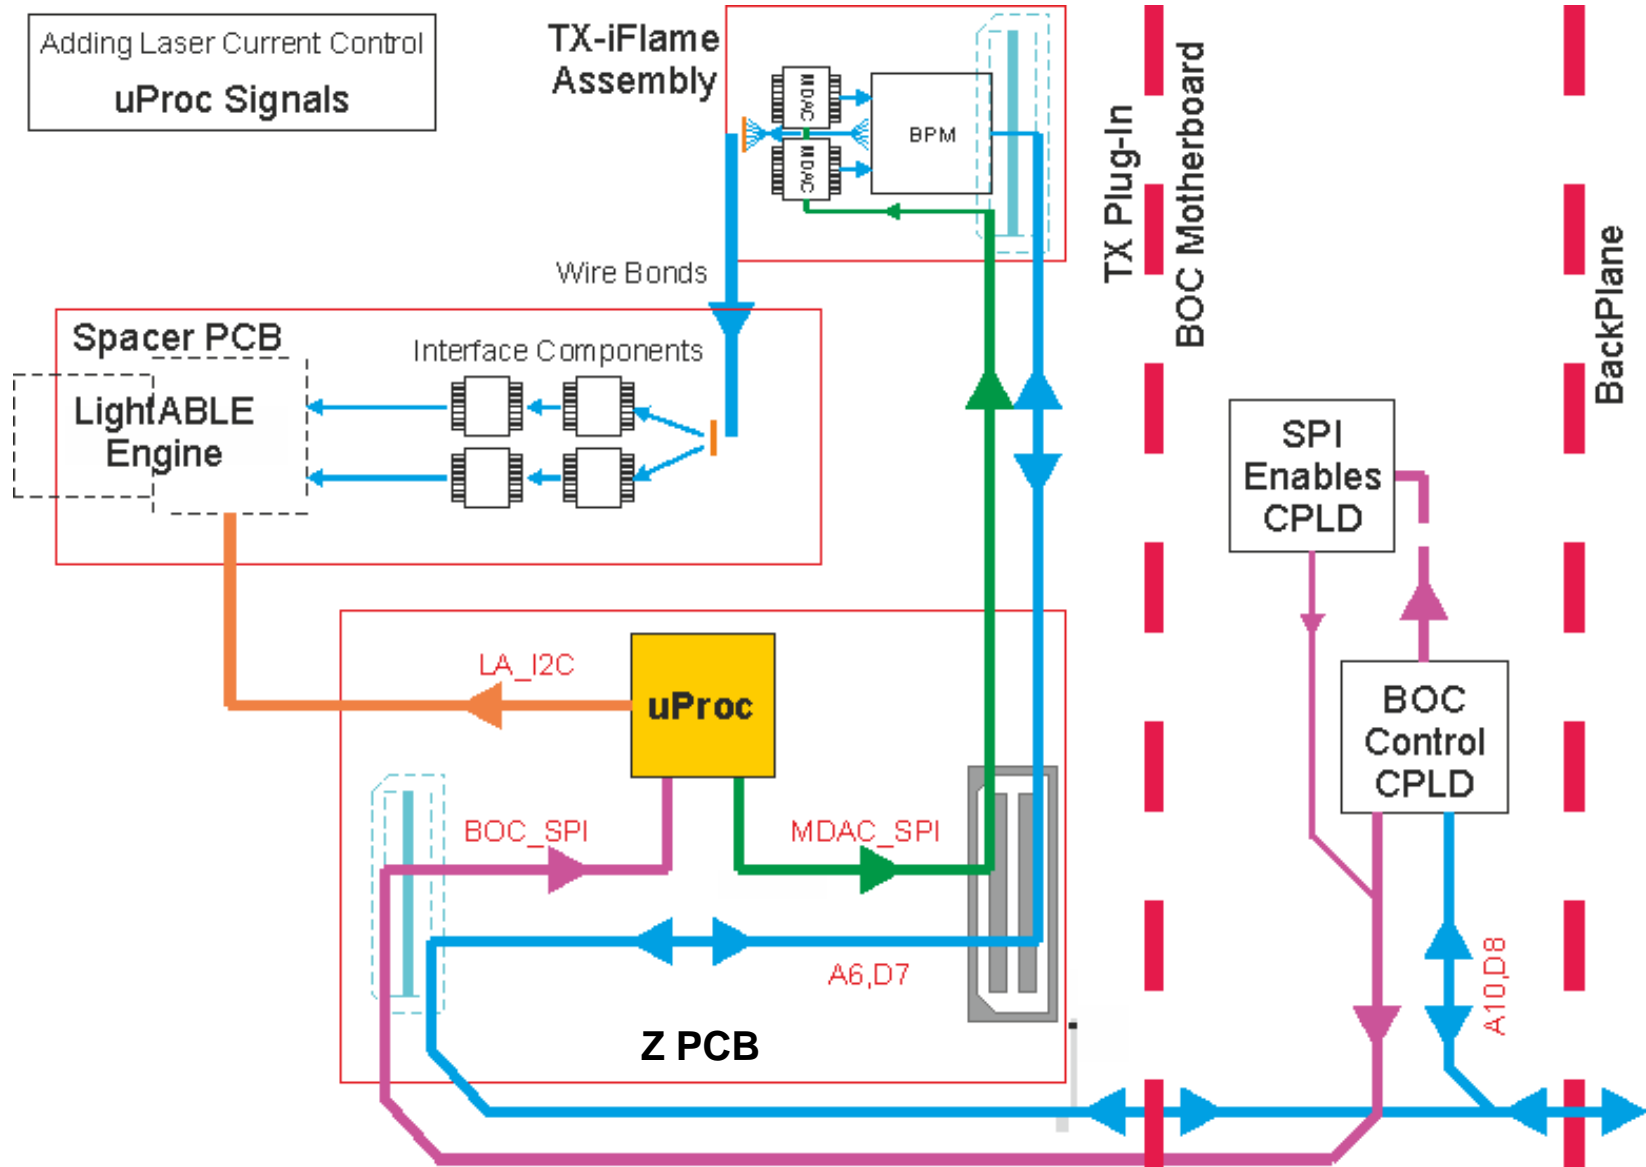 Adding Laser Current Control
uProc Signals
TX-iFlame
Assembly
MDAC
MDAC
BPM
TX Plug-In
BOC Motherboard
BackPlane
Wire Bonds
Spacer PCB
Interface Components
LightABLE
Engine
SPI
Enables
CPLD
LA_I2C
uProc
BOC
Control
CPLD
BOC_SPI
MDAC_SPI
A6,D7
A10,D8
Z PCB